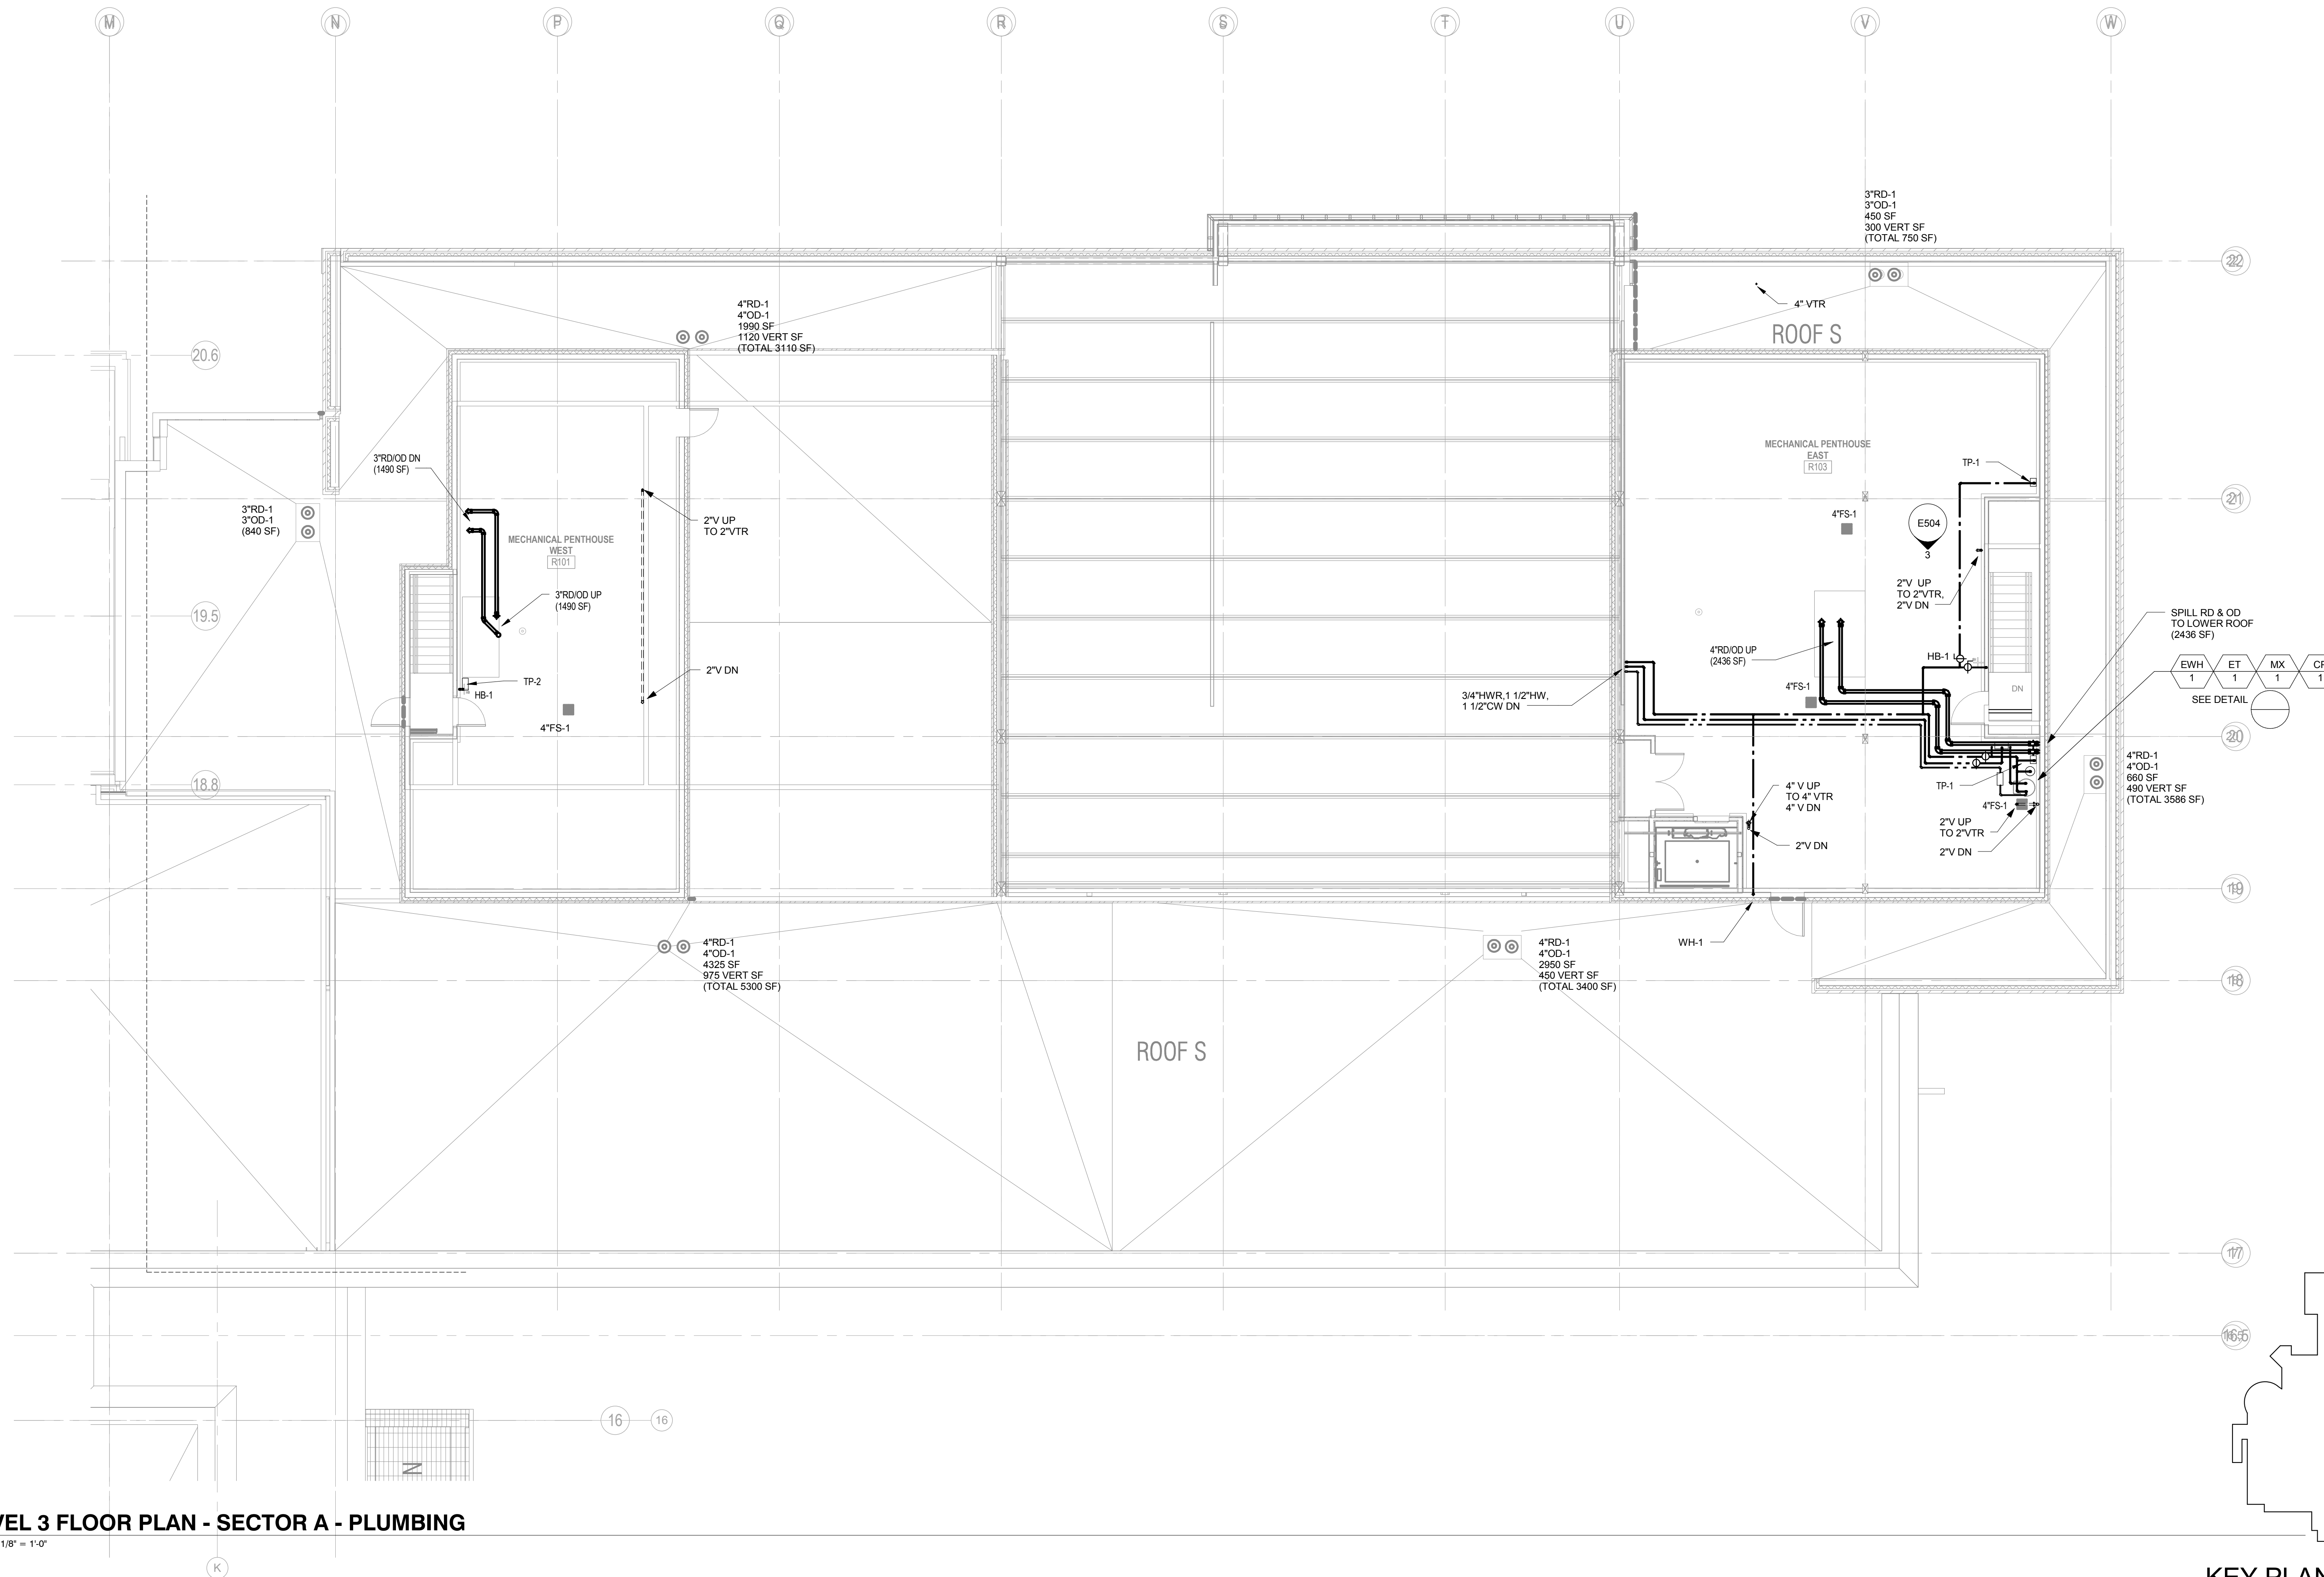 M
N
P
Q
R
S
T
U
V
W
3"RD-1
3"OD-1
450 SF
300 VERT SF
(TOTAL 750 SF)
22
4" VTR
ROOF S
4"RD-1
4"OD-1
1990 SF
1120 VERT SF
(TOTAL 3110 SF)
20.6
MECHANICAL PENTHOUSE
EAST
R103
TP-1
3"RD/OD DN
(1490 SF)
21
3"RD-1
3"OD-1
(840 SF)
2"V UP
TO 2"VTR
MECHANICAL PENTHOUSE
WEST
R101
4"FS-1
E504
3
2"V UP
TO 2"VTR,
2"V DN
3"RD/OD UP
(1490 SF)
19.5
SPILL RD & OD
TO LOWER ROOF
(2436 SF)
4"RD/OD UP
(2436 SF)
HB-1
2"V DN
TP-2
HB-1
4"FS-1
3/4"HWR,1 1/2"HW,
1 1/2"CW DN
4"FS-1
DN
EWH
1
ET
1
MX
1
CP
1
SEE DETAIL
20
18.8
4"RD-1
4"OD-1
660 SF
490 VERT SF
(TOTAL 3586 SF)
TP-1
4" V UP
TO 4" VTR
4" V DN
4"FS-1
2"V UP
TO 2"VTR
2"V DN
2"V DN
19
WH-1
4"RD-1
4"OD-1
4325 SF
975 VERT SF
(TOTAL 5300 SF)
4"RD-1
4"OD-1
2950 SF
450 VERT SF
(TOTAL 3400 SF)
18
ROOF S
17
16.5
16
16
N
VEL 3 FLOOR PLAN - SECTOR A - PLUMBING
1/8" = 1'-0"
K
KEY PLAN